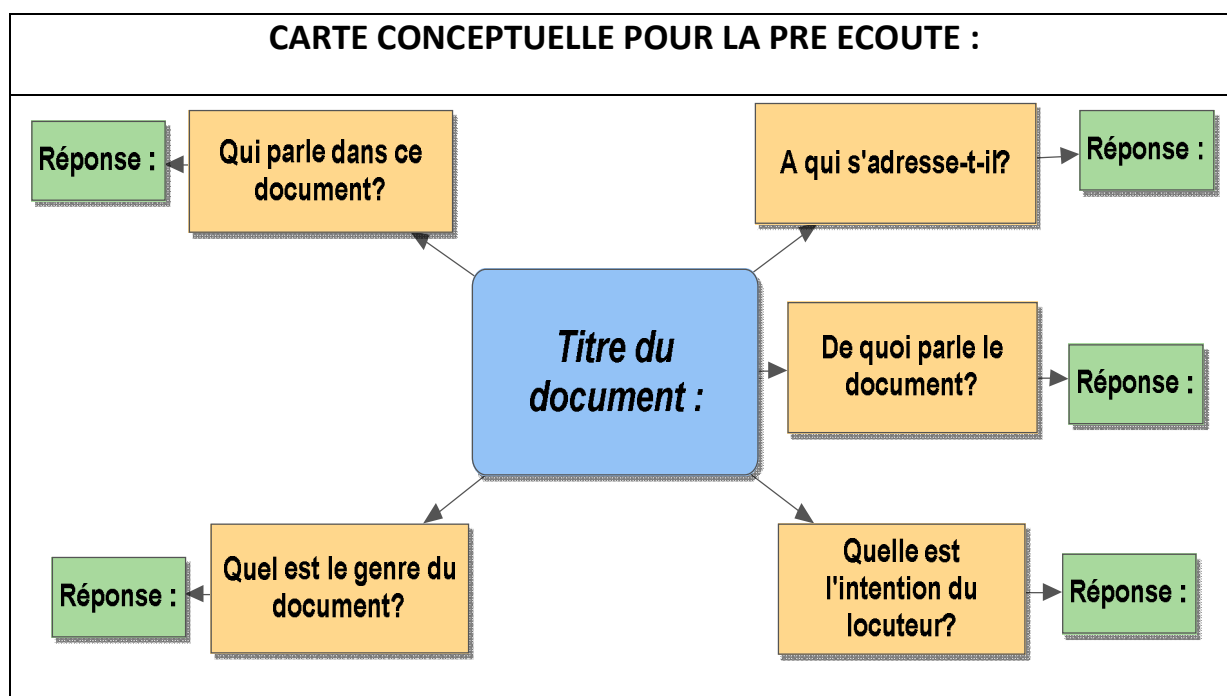 CARTE CONCEPTUELLE POUR LA PRE ECOUTE :
Réponse :
Qui parle dans ce
document?
A qui s'adresse-t-il?
Réponse :
Titre du
document :
De quoi parle le
document?
Réponse :
Réponse :
Quel est le genre du
document?
Quelle est
l'intention du
locuteur?
Réponse :